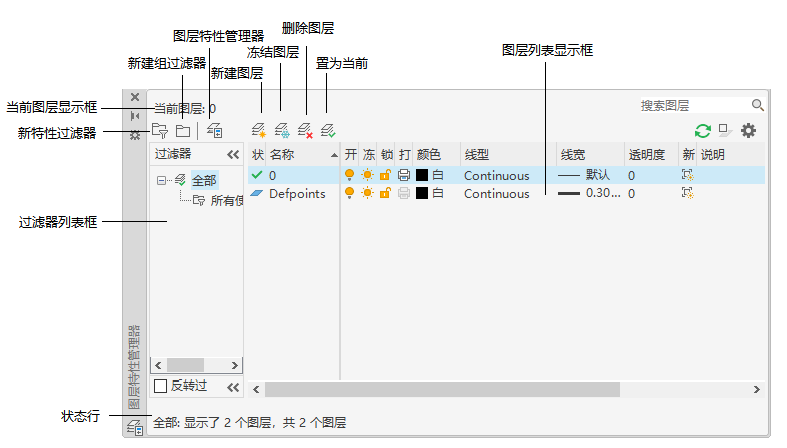 删除图层
图层特性管理器
冻结图层
图层列表显示框
新建组过滤器
新建图层
置为当前
当前图层显示框
当前图层: 0
搜索图层
新特性过滤器
过滤器
状 名称 开 冻 锁 打 颜色 线型 线宽 透明度 新 说明
全部
0 白 Continuous 默认 0
所有使
Defpoints 白 Continuous 0.30... 0
过滤器列表框
图层特性管理器
反转过
状态行
全部: 显示了 2 个图层，共 2 个图层